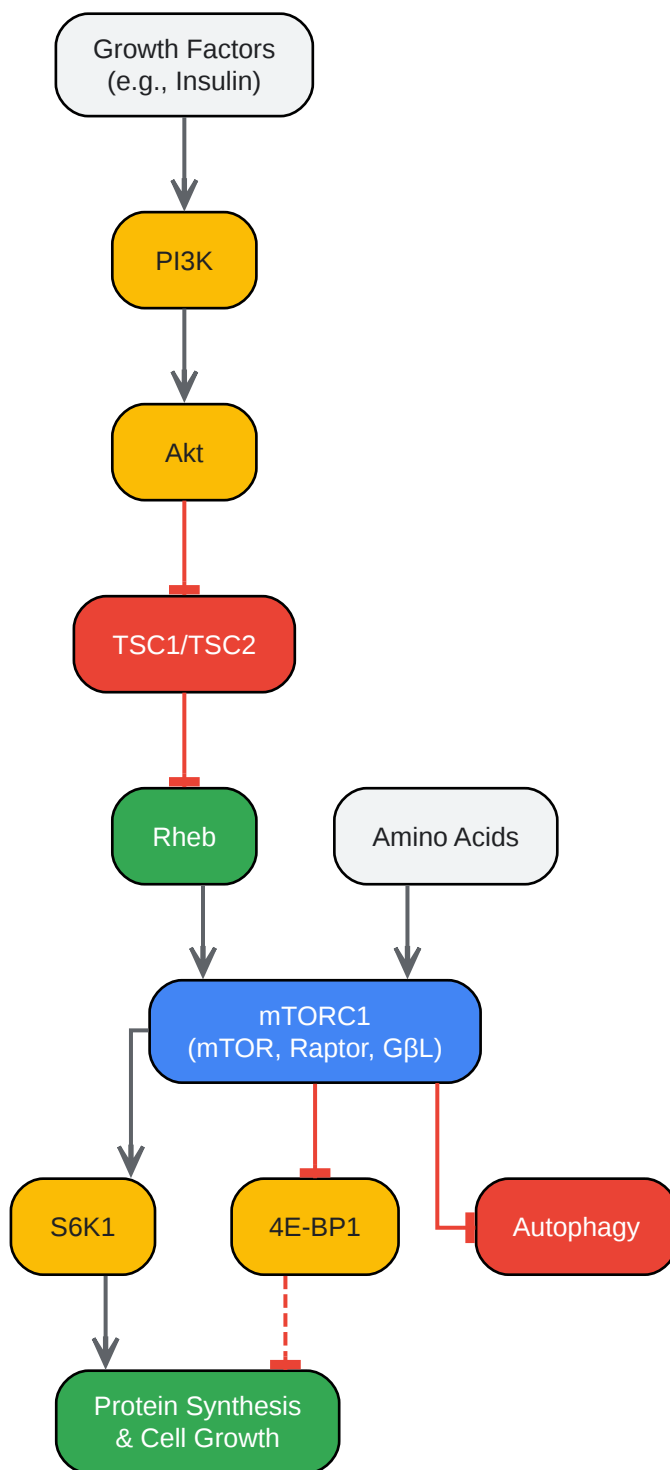 Growth Factors
(e.g., Insulin)
PI3K
Akt
TSC1/TSC2
Rheb
Amino Acids
mTORC1
(mTOR, Raptor, GβL)
S6K1
4E-BP1
Autophagy
Protein Synthesis
& Cell Growth